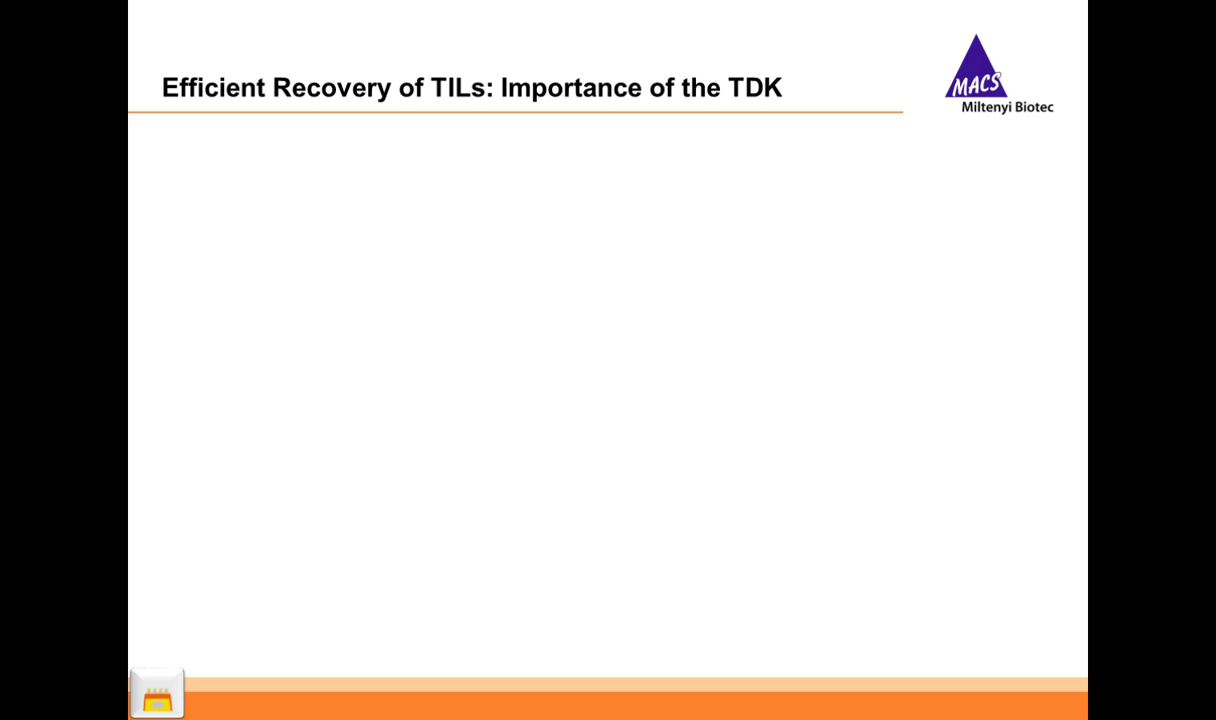 Efficient Recovery of TILs: Importance of the TDK
MACS
Miltenyi Biotec